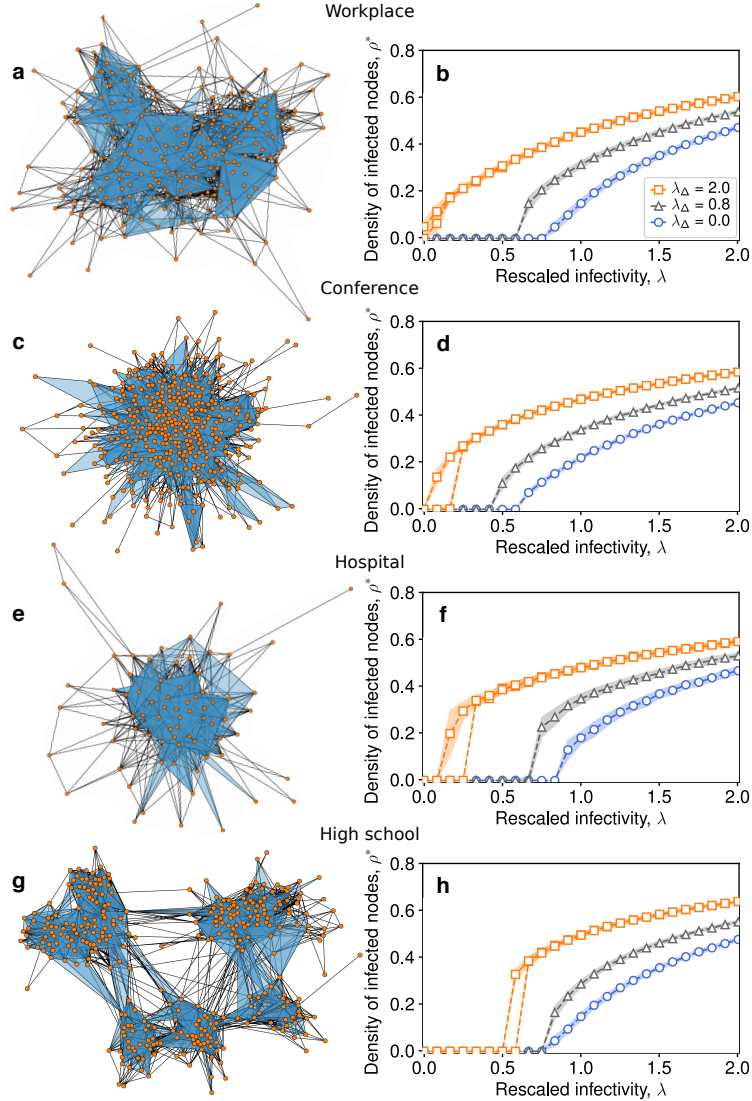 Workplace
a
b
Density of infected nodes, ρ*
0.8
0.6
0.4
0.2
0.0
λΔ = 2.0
λΔ = 0.8
λΔ = 0.0
0.0 0.5 1.0 1.5 2.0
Rescaled infectivity, λ
Conference
c
d
Density of infected nodes, ρ*
0.8
0.6
0.4
0.2
0.0
0.0 0.5 1.0 1.5 2.0
Rescaled infectivity, λ
Hospital
e
f
Density of infected nodes, ρ*
0.8
0.6
0.4
0.2
0.0
0.0 0.5 1.0 1.5 2.0
Rescaled infectivity, λ
High school
g
h
Density of infected nodes, ρ*
0.8
0.6
0.4
0.2
0.0
0.0 0.5 1.0 1.5 2.0
Rescaled infectivity, λ